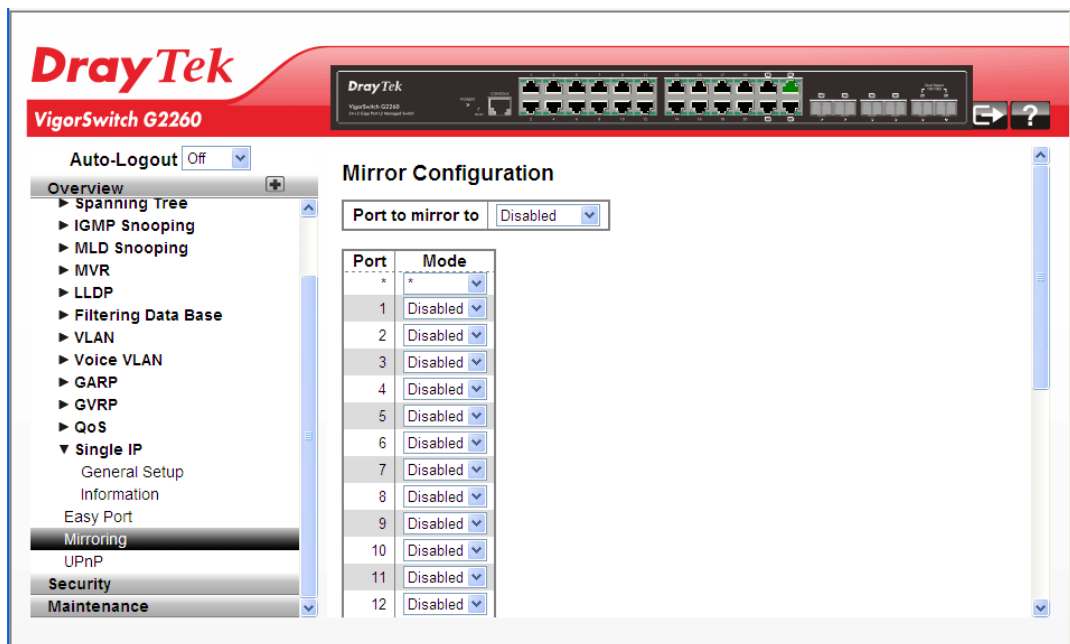 DrayTek
VigorSwitch G2260
DrayTek
VigorSwitch G2260
POWER
CONSOLE
Auto-Logout Off
Overview
Spanning Tree
IGMP Snooping
MLD Snooping
MVR
LLDP
Filtering Data Base
VLAN
Voice VLAN
GARP
GVRP
QoS
Single IP
General Setup
Information
Easy Port
Mirroring
UPnP
Security
Maintenance
Mirror Configuration
Port to mirror to Disabled
Port Mode
* *
1 Disabled
2 Disabled
3 Disabled
4 Disabled
5 Disabled
6 Disabled
7 Disabled
8 Disabled
9 Disabled
10 Disabled
11 Disabled
12 Disabled